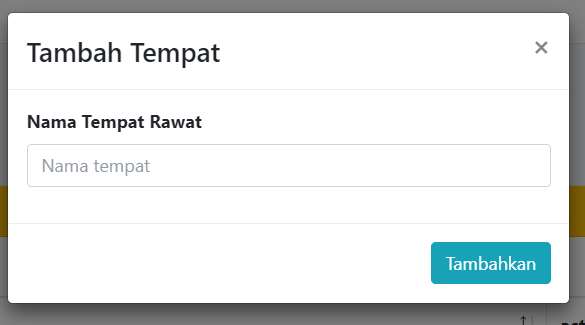 Tambah Tempat
×
Nama Tempat Rawat
Nama tempat
Tambahkan